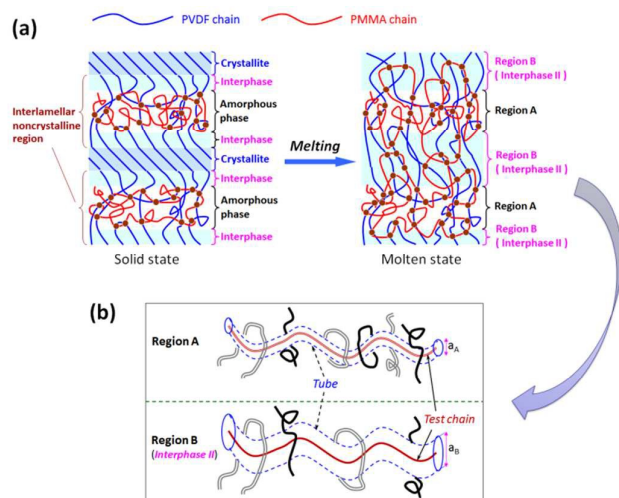 PVDF chain
PMMA chain
(a)
Crystallite
Interphase
Amorphous
phase
Interphase
Crystallite
Interphase
Amorphous
phase
Interphase
Interlamellar
noncrystalline
region
Melting
Region B
( Interphase II )
Region A
Region B
( Interphase II )
Region A
Region B
( Interphase II )
Solid state
Molten state
(b)
Region A
aA
Tube
Test chain
Region B
(Interphase II)
aB